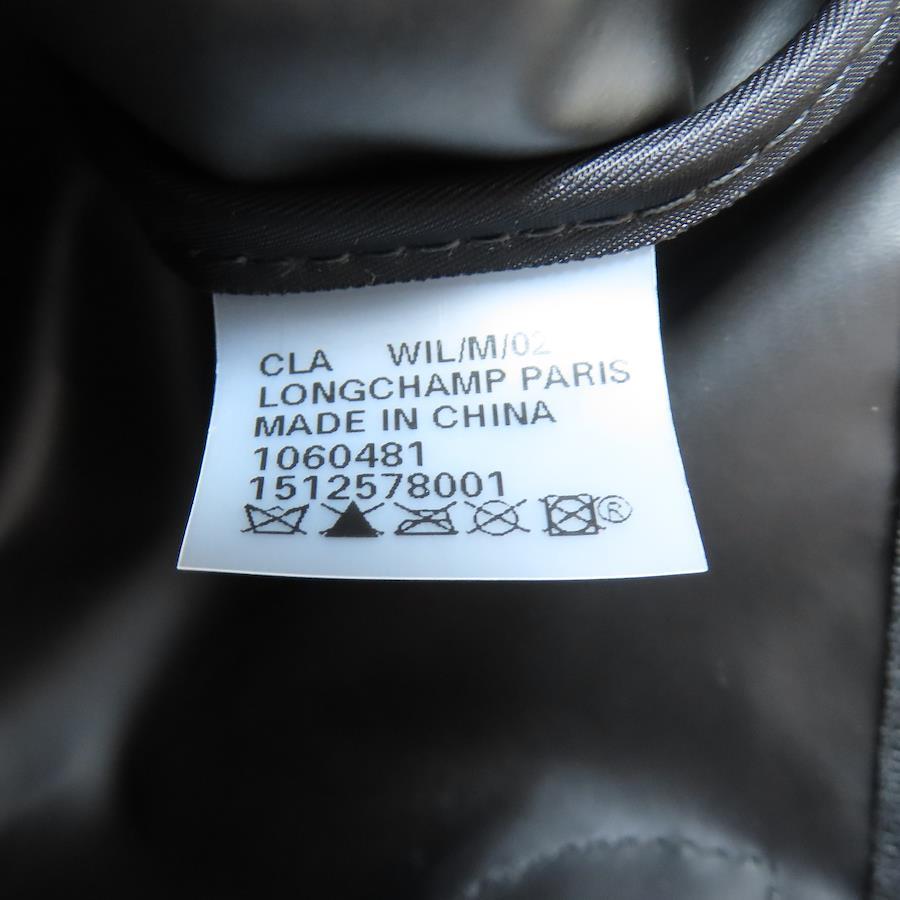 CLA WIL/M/02
LONGCHAMP PARIS
MADE IN CHINA
1060481
1512578001
®